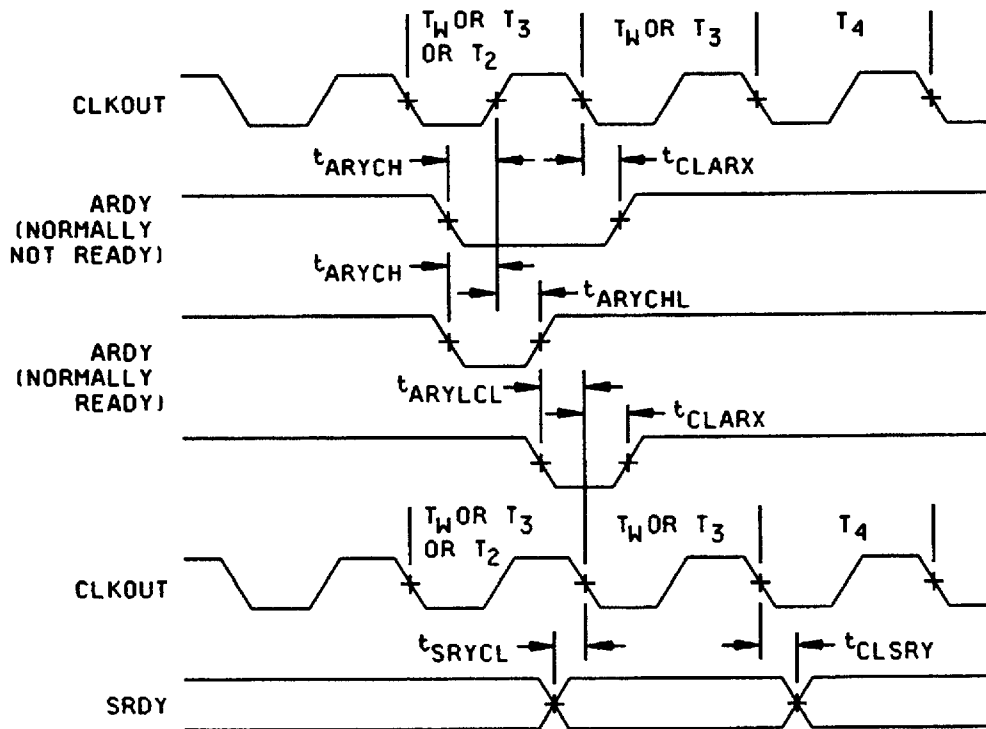 T_W OR T_3 T_W OR T_3 T_4
OR T_2
CLKOUT
t_ARYCH t_CLARX
ARDY
(NORMALLY
NOT READY)
t_ARYCH
t_ARYCHL
ARDY
(NORMALLY
READY)
t_ARYLCL
t_CLARX
T_W OR T_3 T_W OR T_3 T_4
OR T_2
CLKOUT
t_SRYCL t_CLSRY
SRDY